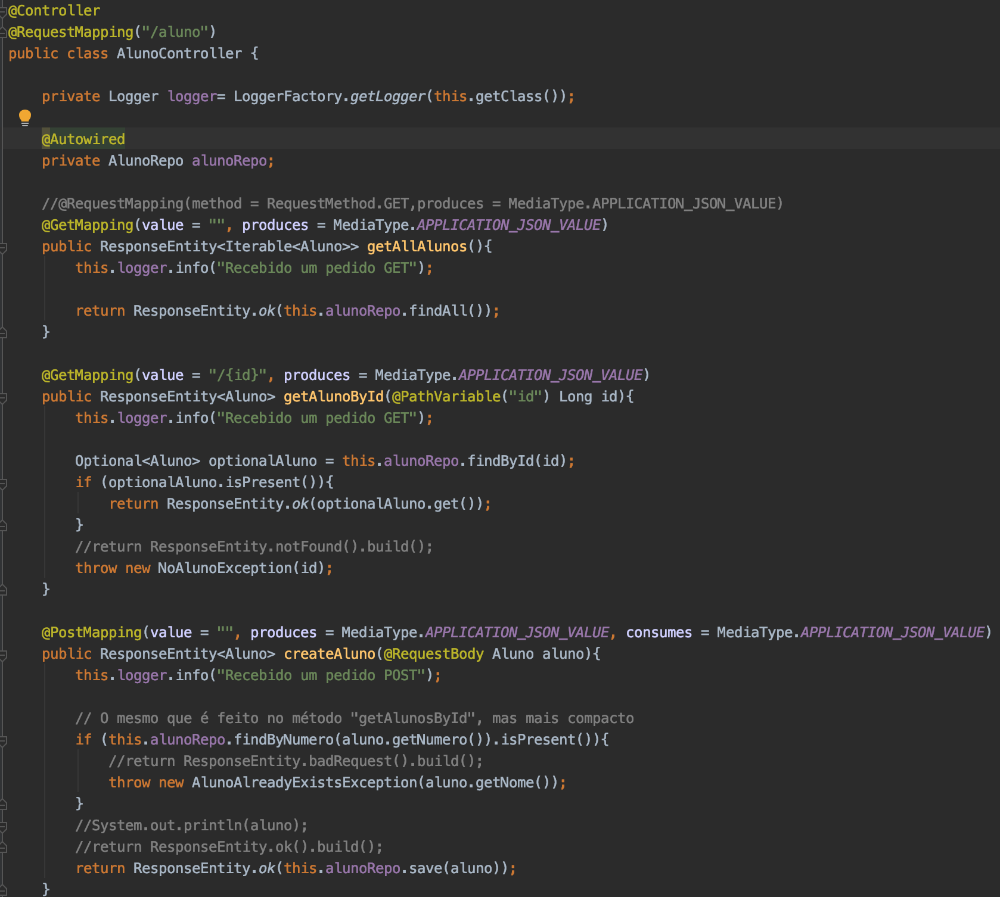 @Controller
@RequestMapping("/aluno")
public class AlunoController {
private Logger logger= LoggerFactory.getLogger(this.getClass());
@Autowired
private AlunoRepo alunoRepo;
//@RequestMapping(method = RequestMethod.GET,produces = MediaType.APPLICATION_JSON_VALUE)
@GetMapping(value = "", produces = MediaType.APPLICATION_JSON_VALUE)
public ResponseEntity<Iterable<Aluno>> getAllAlunos(){
this.logger.info("Recebido um pedido GET");
return ResponseEntity.ok(this.alunoRepo.findAll());
}
@GetMapping(value = "/{id}", produces = MediaType.APPLICATION_JSON_VALUE)
public ResponseEntity<Aluno> getAlunoById(@PathVariable("id") Long id){
this.logger.info("Recebido um pedido GET");
Optional<Aluno> optionalAluno = this.alunoRepo.findById(id);
if (optionalAluno.isPresent()){
return ResponseEntity.ok(optionalAluno.get());
}
//return ResponseEntity.notFound().build();
throw new NoAlunoException(id);
}
@PostMapping(value = "", produces = MediaType.APPLICATION_JSON_VALUE, consumes = MediaType.APPLICATION_JSON_VALUE)
public ResponseEntity<Aluno> createAluno(@RequestBody Aluno aluno){
this.logger.info("Recebido um pedido POST");
// O mesmo que é feito no método "getAlunosById", mas mais compacto
if (this.alunoRepo.findByNumero(aluno.getNumero()).isPresent()){
//return ResponseEntity.badRequest().build();
throw new AlunoAlreadyExistsException(aluno.getNome());
}
//System.out.println(aluno);
//return ResponseEntity.ok().build();
return ResponseEntity.ok(this.alunoRepo.save(aluno));
}